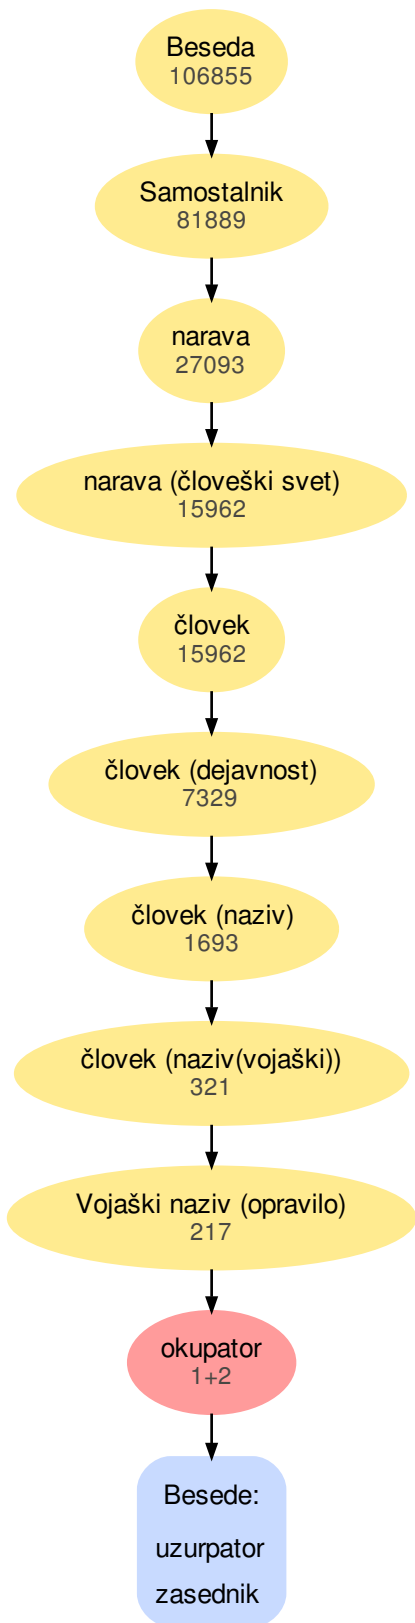 Beseda
106855
Samostalnik
81889
narava
27093
narava (človeški svet)
15962
človek
15962
človek (dejavnost)
7329
človek (naziv)
1693
človek (naziv(vojaški))
321
Vojaški naziv (opravilo)
217
okupator
1+2
Besede:
uzurpator
zasednik